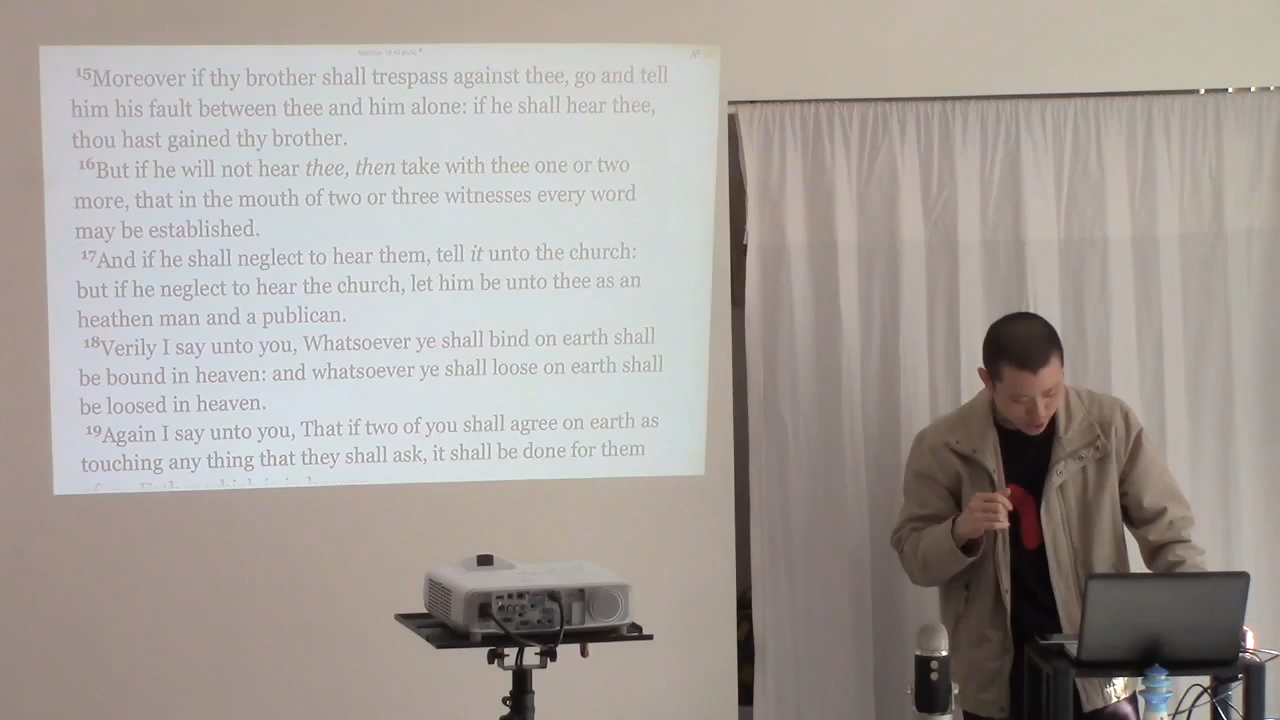 ¹⁵Moreover if thy brother shall trespass against thee, go and tell
him his fault between thee and him alone: if he shall hear thee,
thou hast gained thy brother.
¹⁶But if he will not hear thee, then take with thee one or two
more, that in the mouth of two or three witnesses every word
may be established.
¹⁷And if he shall neglect to hear them, tell it unto the church:
but if he neglect to hear the church, let him be unto thee as an
heathen man and a publican.
¹⁸Verily I say unto you, Whatsoever ye shall bind on earth shall
be bound in heaven: and whatsoever ye shall loose on earth shall
be loosed in heaven.
¹⁹Again I say unto you, That if two of you shall agree on earth as
touching any thing that they shall ask, it shall be done for them